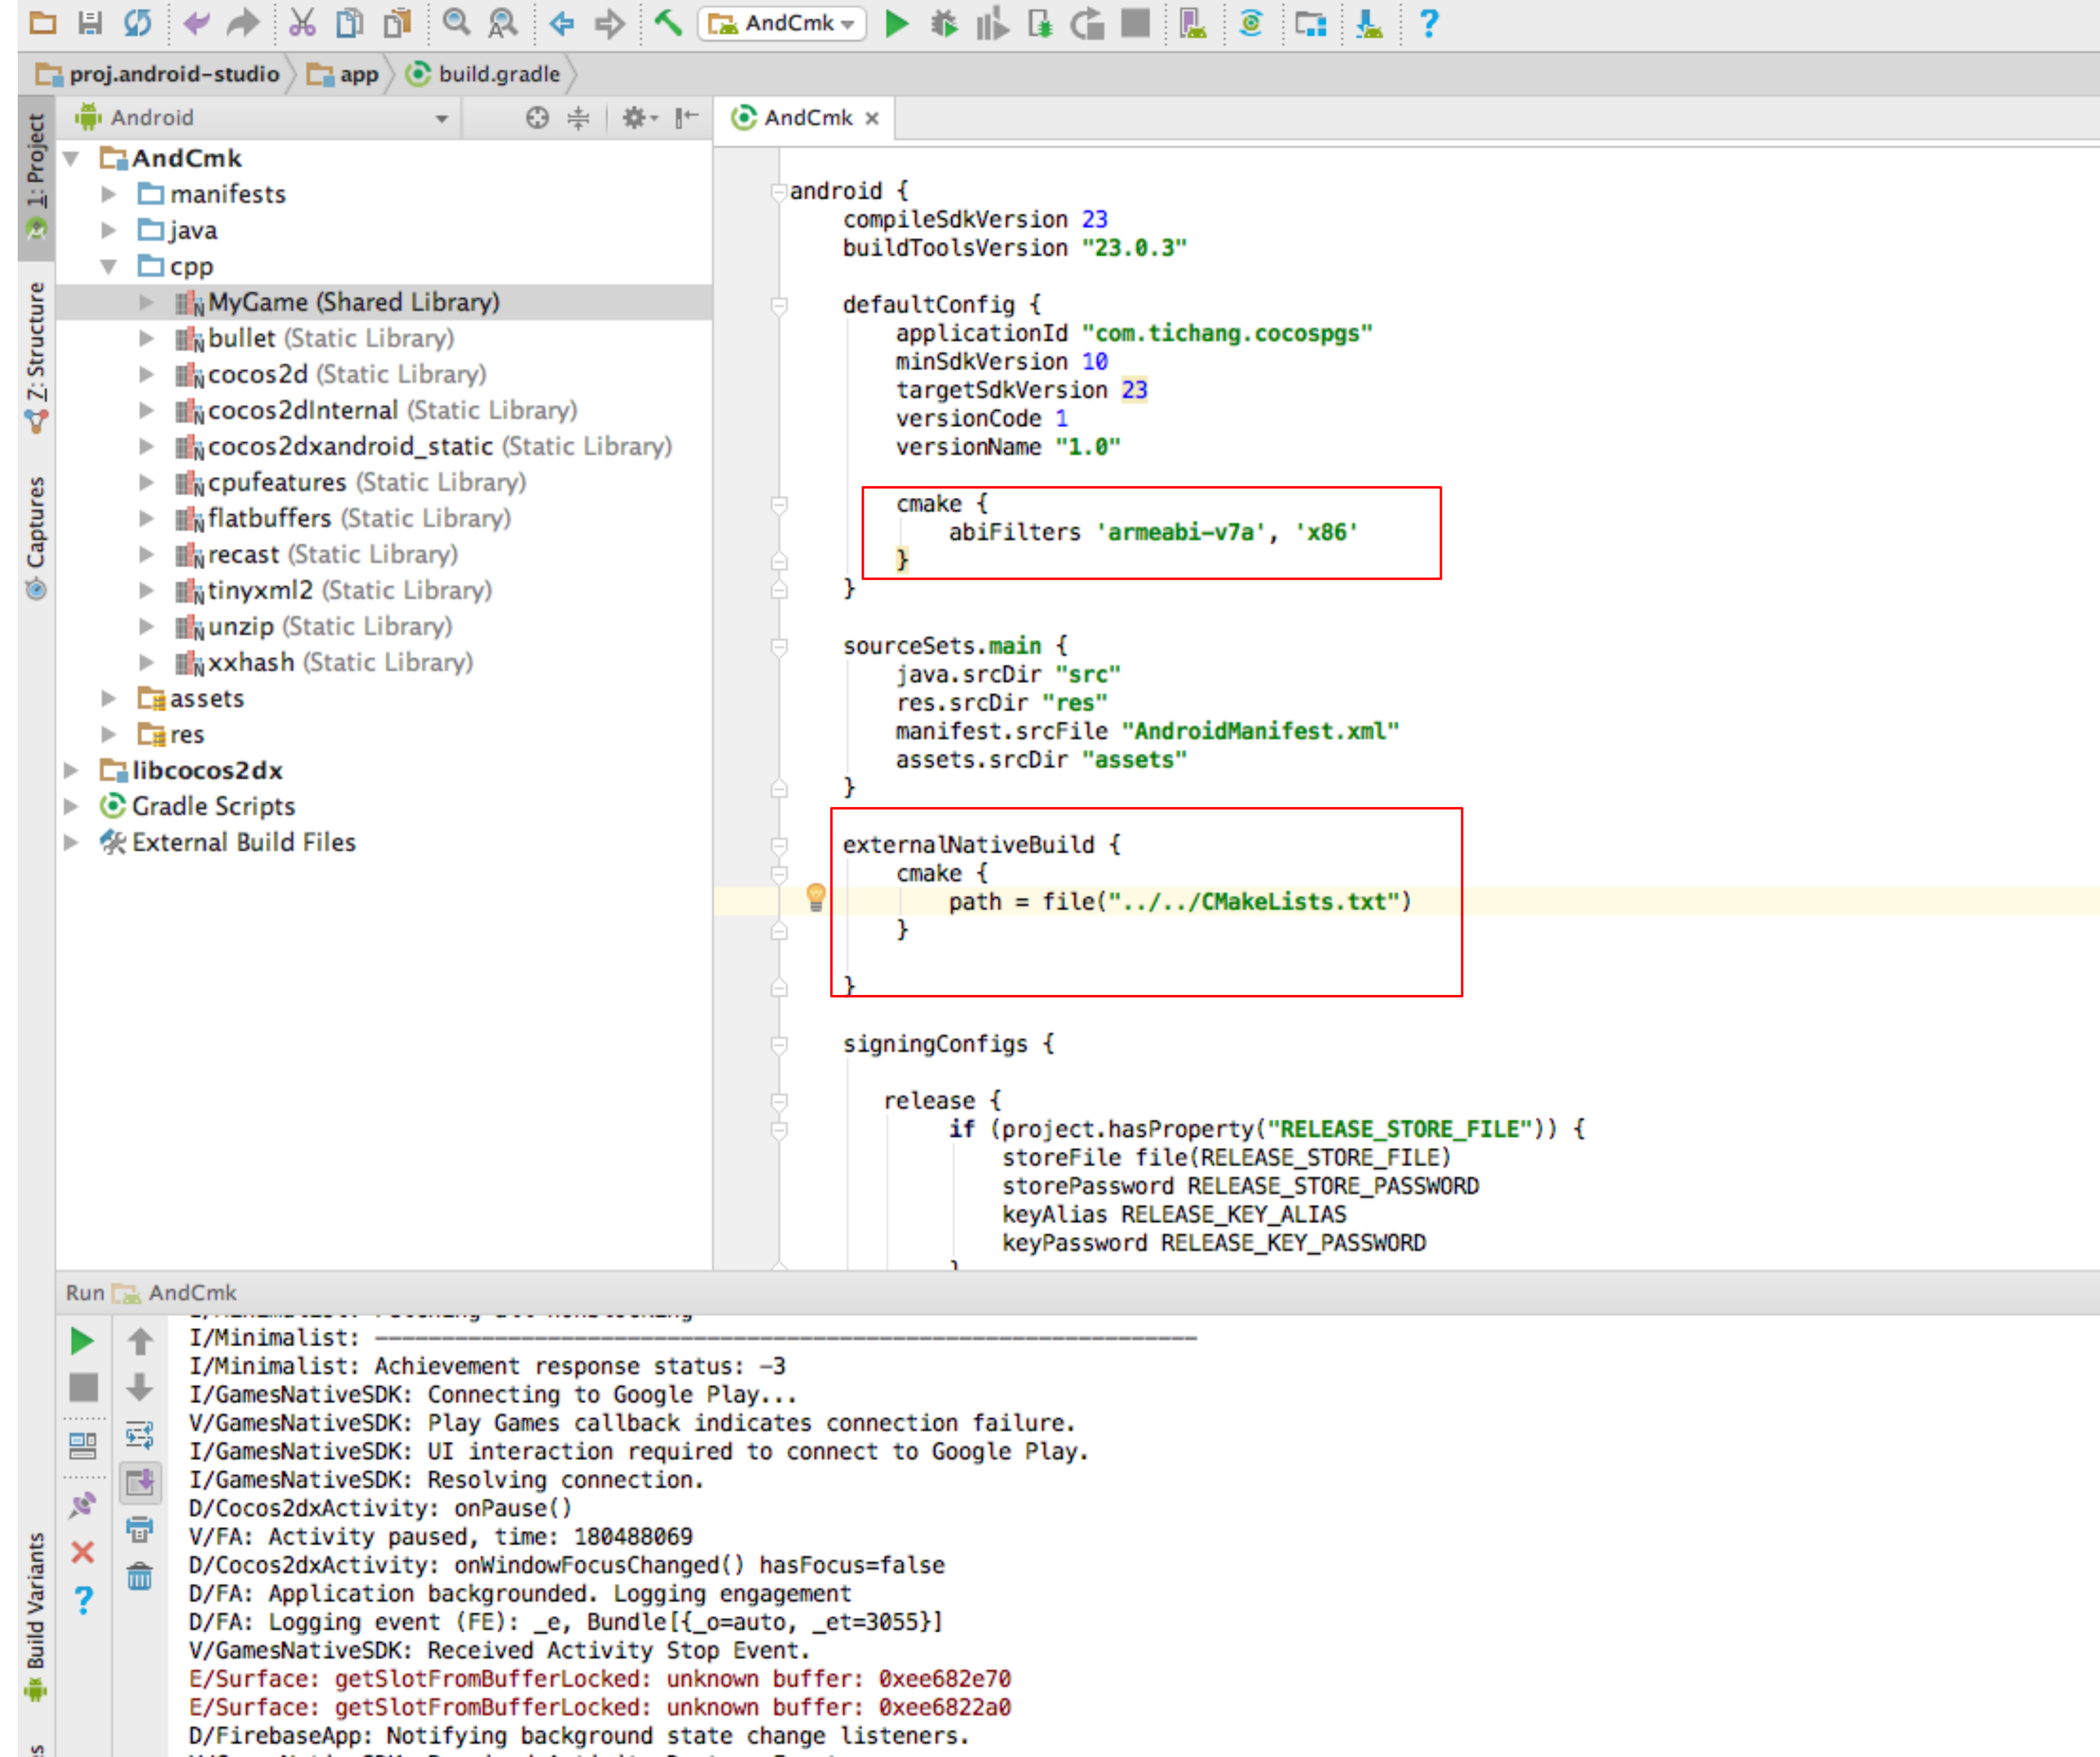 AndCmk
?
proj.android-studio
app
build.gradle
Android
AndCmk ×
1: Project
Z: Structure
Captures
Build Variants
AndCmk
manifests
java
cpp
MyGame (Shared Library)
bullet (Static Library)
cocos2d (Static Library)
cocos2dInternal (Static Library)
cocos2dxandroid_static (Static Library)
cpufeatures (Static Library)
flatbuffers (Static Library)
recast (Static Library)
tinyxml2 (Static Library)
unzip (Static Library)
xxhash (Static Library)
assets
res
libcocos2dx
Gradle Scripts
External Build Files
android {
compileSdkVersion 23
buildToolsVersion "23.0.3"
defaultConfig {
applicationId "com.tichang.cocospgs"
minSdkVersion 10
targetSdkVersion 23
versionCode 1
versionName "1.0"
cmake {
abiFilters 'armeabi-v7a', 'x86'
}
}
sourceSets.main {
java.srcDir "src"
res.srcDir "res"
manifest.srcFile "AndroidManifest.xml"
assets.srcDir "assets"
}
externalNativeBuild {
cmake {
path = file("../../CMakeLists.txt")
}
}
signingConfigs {
release {
if (project.hasProperty("RELEASE_STORE_FILE")) {
storeFile file(RELEASE_STORE_FILE)
storePassword RELEASE_STORE_PASSWORD
keyAlias RELEASE_KEY_ALIAS
keyPassword RELEASE_KEY_PASSWORD
}
Run AndCmk
I/Minimalist: --------------------------------------------------------------
I/Minimalist: Achievement response status: -3
I/GamesNativeSDK: Connecting to Google Play...
V/GamesNativeSDK: Play Games callback indicates connection failure.
I/GamesNativeSDK: UI interaction required to connect to Google Play.
I/GamesNativeSDK: Resolving connection.
D/Cocos2dxActivity: onPause()
V/FA: Activity paused, time: 180488069
D/Cocos2dxActivity: onWindowFocusChanged() hasFocus=false
D/FA: Application backgrounded. Logging engagement
D/FA: Logging event (FE): _e, Bundle[{_o=auto, _et=3055}]
V/GamesNativeSDK: Received Activity Stop Event.
E/Surface: getSlotFromBufferLocked: unknown buffer: 0xee682e70
E/Surface: getSlotFromBufferLocked: unknown buffer: 0xee6822a0
D/FirebaseApp: Notifying background state change listeners.